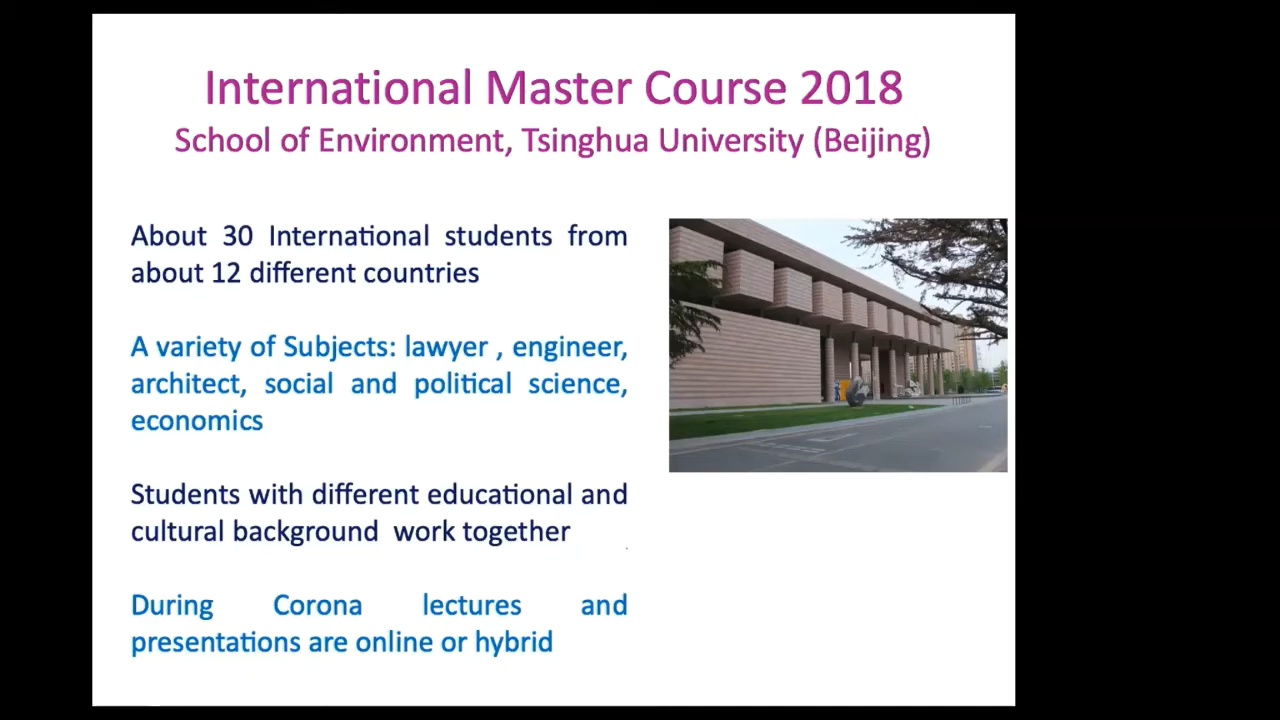 International Master Course 2018
School of Environment, Tsinghua University (Beijing)
About 30 International students from
about 12 different countries
A variety of Subjects: lawyer , engineer,
architect, social and political science,
economics
Students with different educational and
cultural background  work together
During Corona lectures and
presentations are online or hybrid